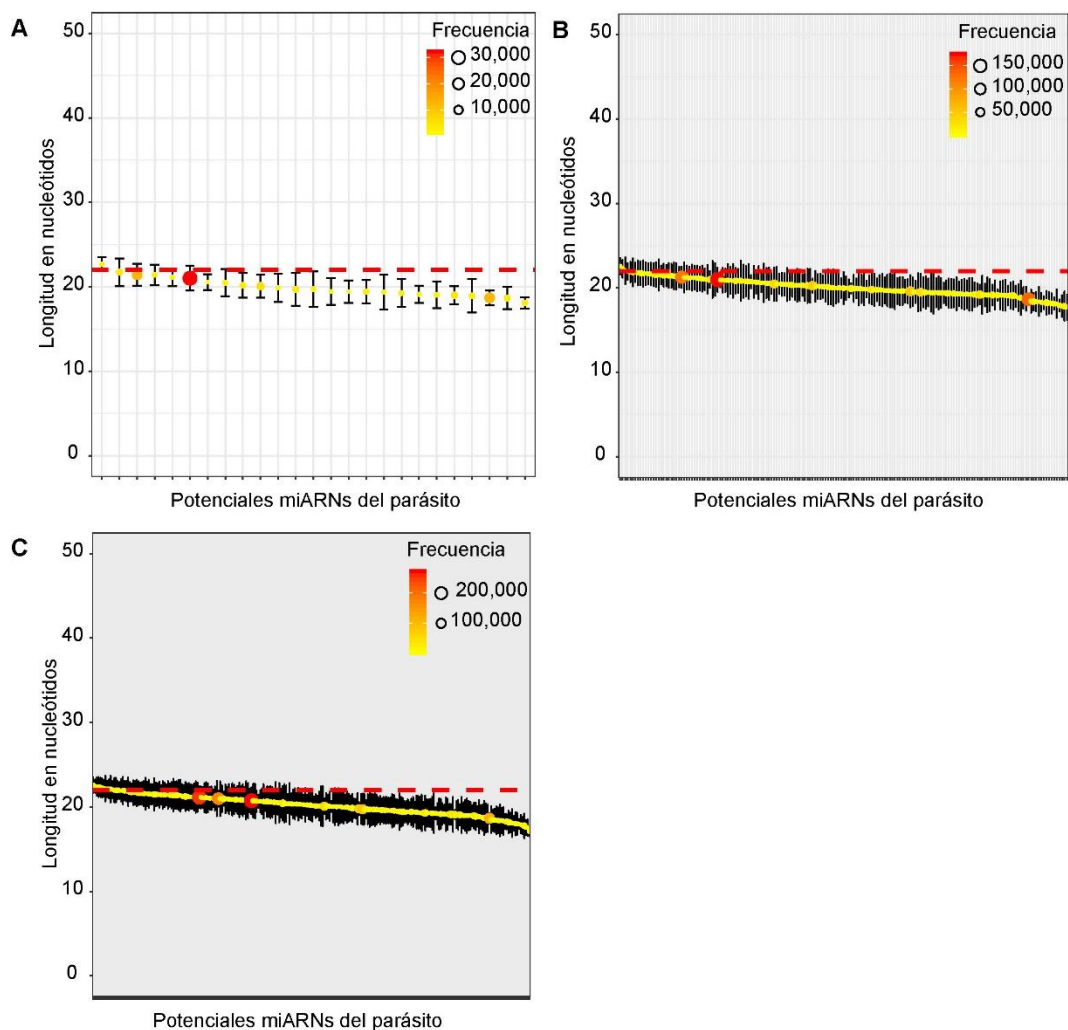 A
Longitud en nucleótidos
50
40
30
20
10
0
Frecuencia
30,000
20,000
10,000
Potenciales miARNs del parásito
B
Longitud en nucleótidos
50
40
30
20
10
0
Frecuencia
150,000
100,000
50,000
Potenciales miARNs del parásito
C
Longitud en nucleótidos
50
40
30
20
10
0
Frecuencia
200,000
100,000
Potenciales miARNs del parásito